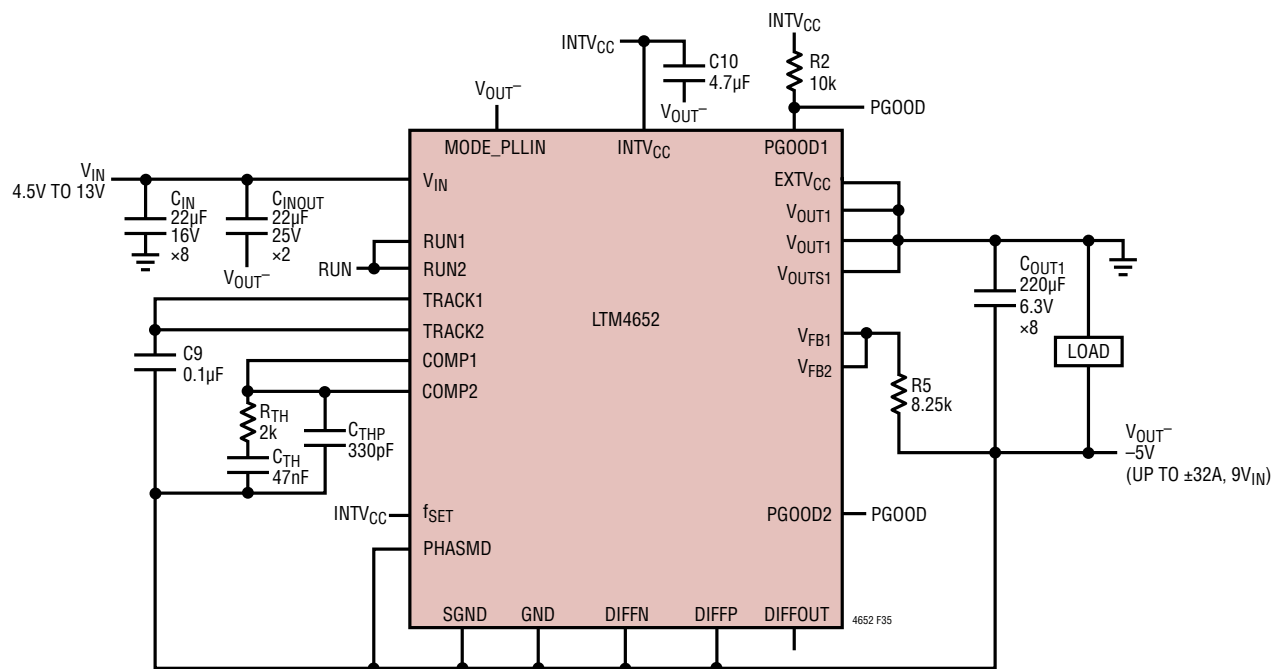 INTVCC
INTVCC
C10
4.7µF
VOUT–
R2
10k
PGOOD
VOUT–
MODE_PLLIN
INTVCC
PGOOD1
VIN
4.5V TO 13V
CIN
22µF
16V
×8
CINOUT
22µF
25V
×2
VOUT–
VIN
RUN
RUN1
RUN2
TRACK1
TRACK2
COMP1
COMP2
C9
0.1µF
RTH
2k
CTH
47nF
CTHP
330pF
INTVCC
fSET
PHASMD
LTM4652
EXTVCC
VOUT1
VOUT1
VOUTS1
VFB1
VFB2
R5
8.25k
COUT1
220µF
6.3V
×8
LOAD
VOUT–
–5V
(UP TO ±32A, 9VIN)
PGOOD2
PGOOD
SGND
GND
DIFFN
DIFFP
DIFFOUT
4652 F35